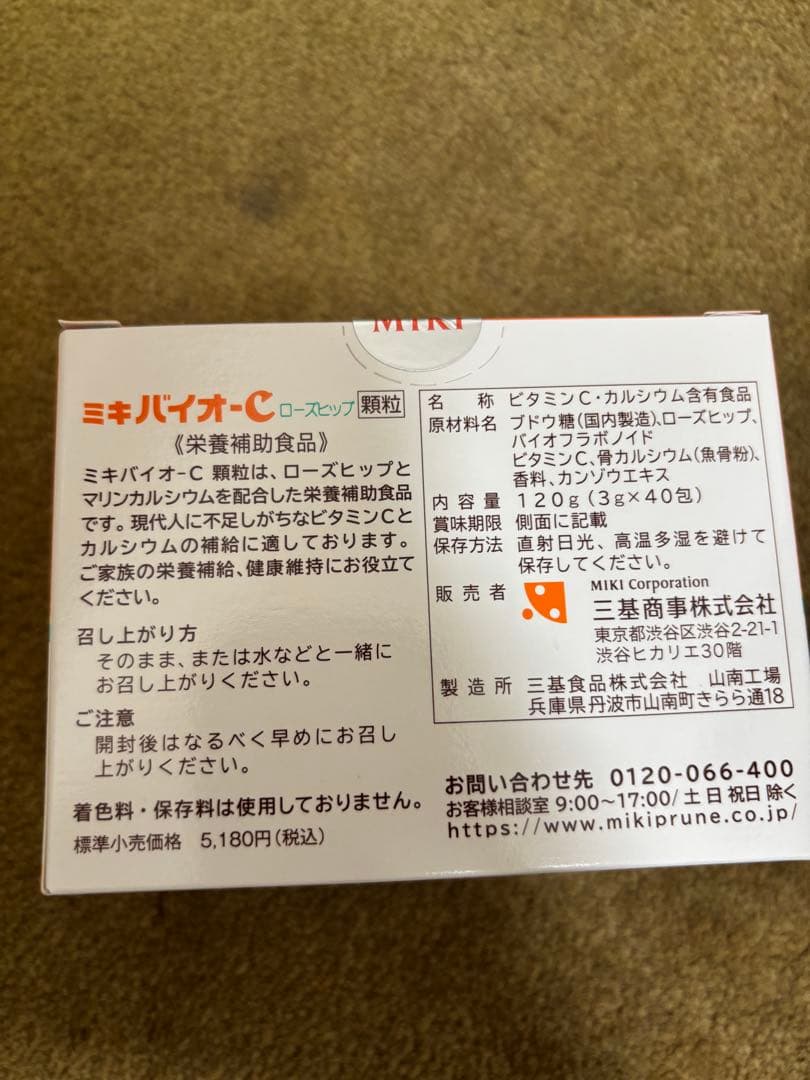 MIKI
ミキバイオ-C ローズヒップ 顆粒
《栄養補助食品》
ミキバイオ-C 顆粒は、ローズヒップと
マリンカルシウムを配合した栄養補助食品
です。現代人に不足しがちなビタミンCと
カルシウムの補給に適しております。
ご家族の栄養補給、健康維持にお役立て
ください。
召し上がり方
そのまま、または水などと一緒に
お召し上がりください。
ご注意
開封後はなるべく早めにお召し
上がりください。
着色料・保存料は使用しておりません。
標準小売価格 5,180円(税込)
名称 ビタミンC・カルシウム含有食品
原材料名 ブドウ糖(国内製造)、ローズヒップ、
バイオフラボノイド
ビタミンC、骨カルシウム(魚骨粉)、
香料、カンゾウエキス
内容量 120g(3g×40包)
賞味期限 側面に記載
保存方法 直射日光、高温多湿を避けて
保存してください。
販売者 MIKI Corporation
三基商事株式会社
東京都渋谷区渋谷2-21-1
渋谷ヒカリエ30階
製造所 三基食品株式会社 山南工場
兵庫県丹波市山南町きらら通18
お問い合わせ先 0120-066-400
お客様相談室 9:00～17:00/土日祝日除く
https://www.mikiprune.co.jp/